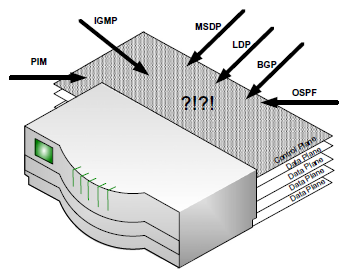 IGMP
MSDP
LDP
PIM
BGP
OSPF
?!?!
Control Plane
Data Plane
Data Plane
Data Plane
Data Plane